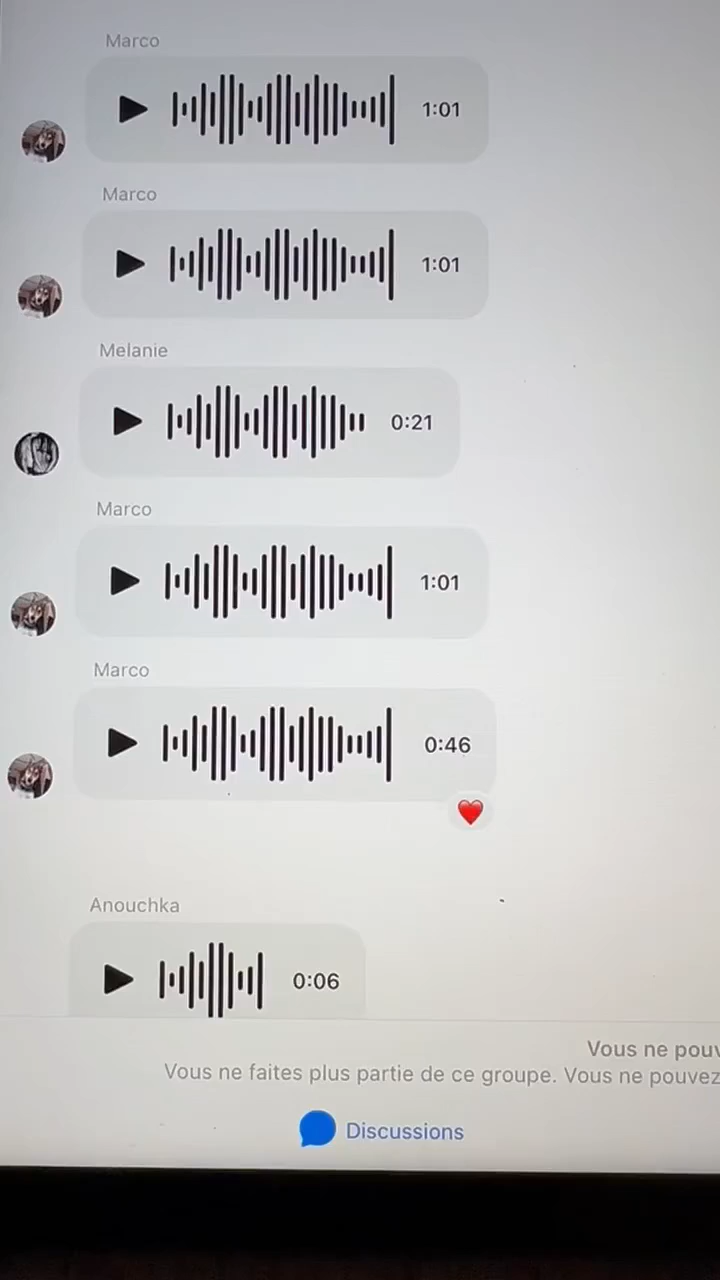 Marco
1:01
Marco
1:01
Melanie
0:21
Marco
1:01
Marco
0:46
Anouchka
0:06
Vous ne pouv
Vous ne faites plus partie de ce groupe. Vous ne pouvez
Discussions